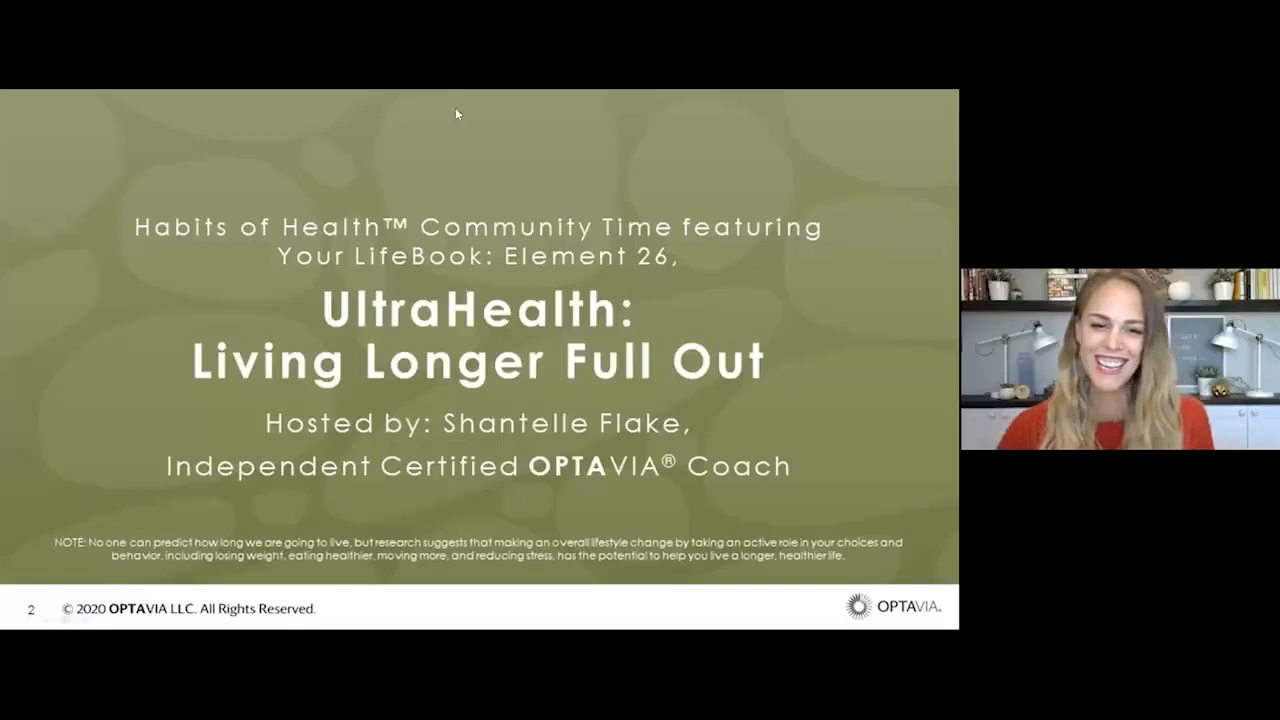 Habits of Health™ Community Time featuring
Your LifeBook: Element 26,
UltraHealth:
Living Longer Full Out
Hosted by: Shantelle Flake,
Independent Certified OPTAVIA® Coach
NOTE: No one can predict how long we are going to live, but research suggests that making an overall lifestyle change by taking an active role in your choices and
behavior, including losing weight, eating healthier, moving more, and reducing stress, has the potential to help you live a longer, healthier life.
2 © 2020 OPTAVIA LLC. All Rights Reserved.
OPTAVIA.